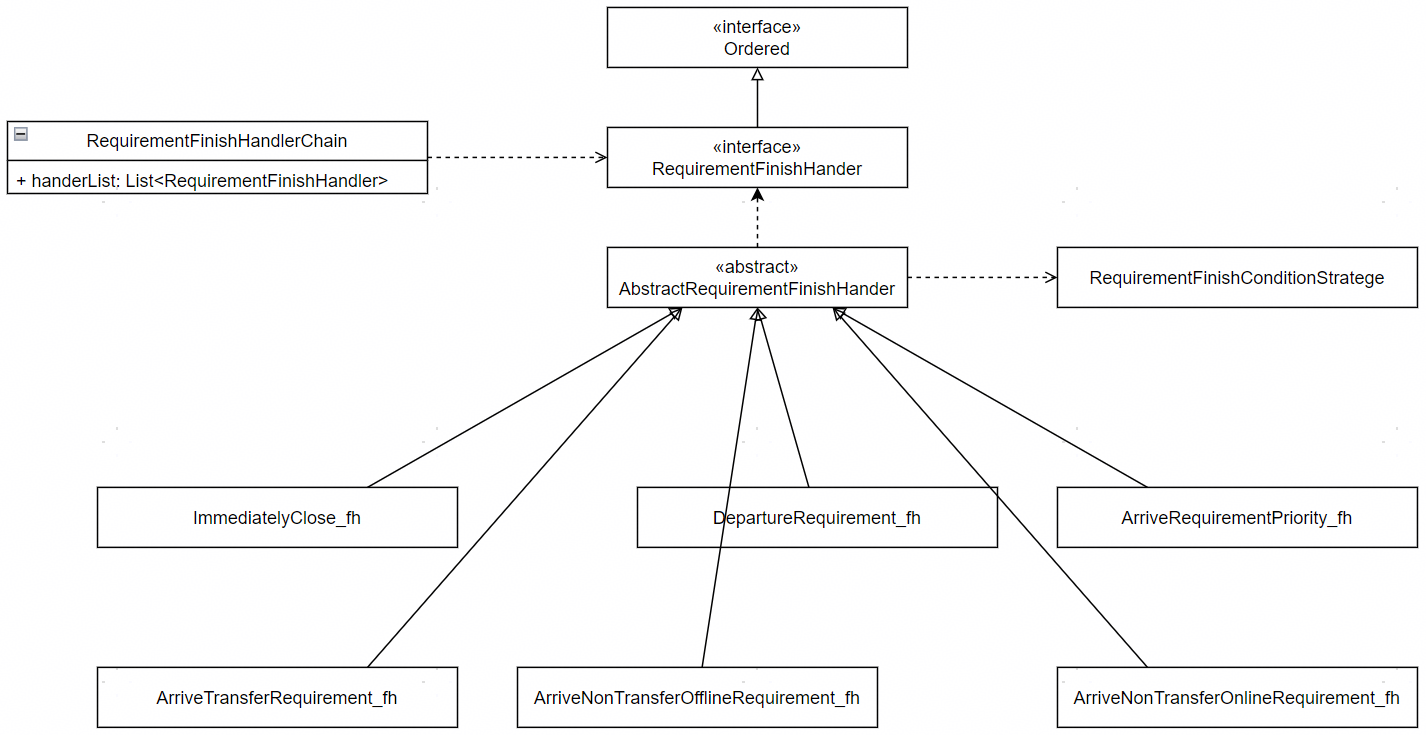 «interface»
Ordered
RequirementFinishHandlerChain
+ handerList: List<RequirementFinishHandler>
«interface»
RequirementFinishHander
«abstract»
AbstractRequirementFinishHander
RequirementFinishConditionStratege
ImmediatelyClose_fh
DepartureRequirement_fh
ArriveRequirementPriority_fh
ArriveTransferRequirement_fh
ArriveNonTransferOfflineRequirement_fh
ArriveNonTransferOnlineRequirement_fh